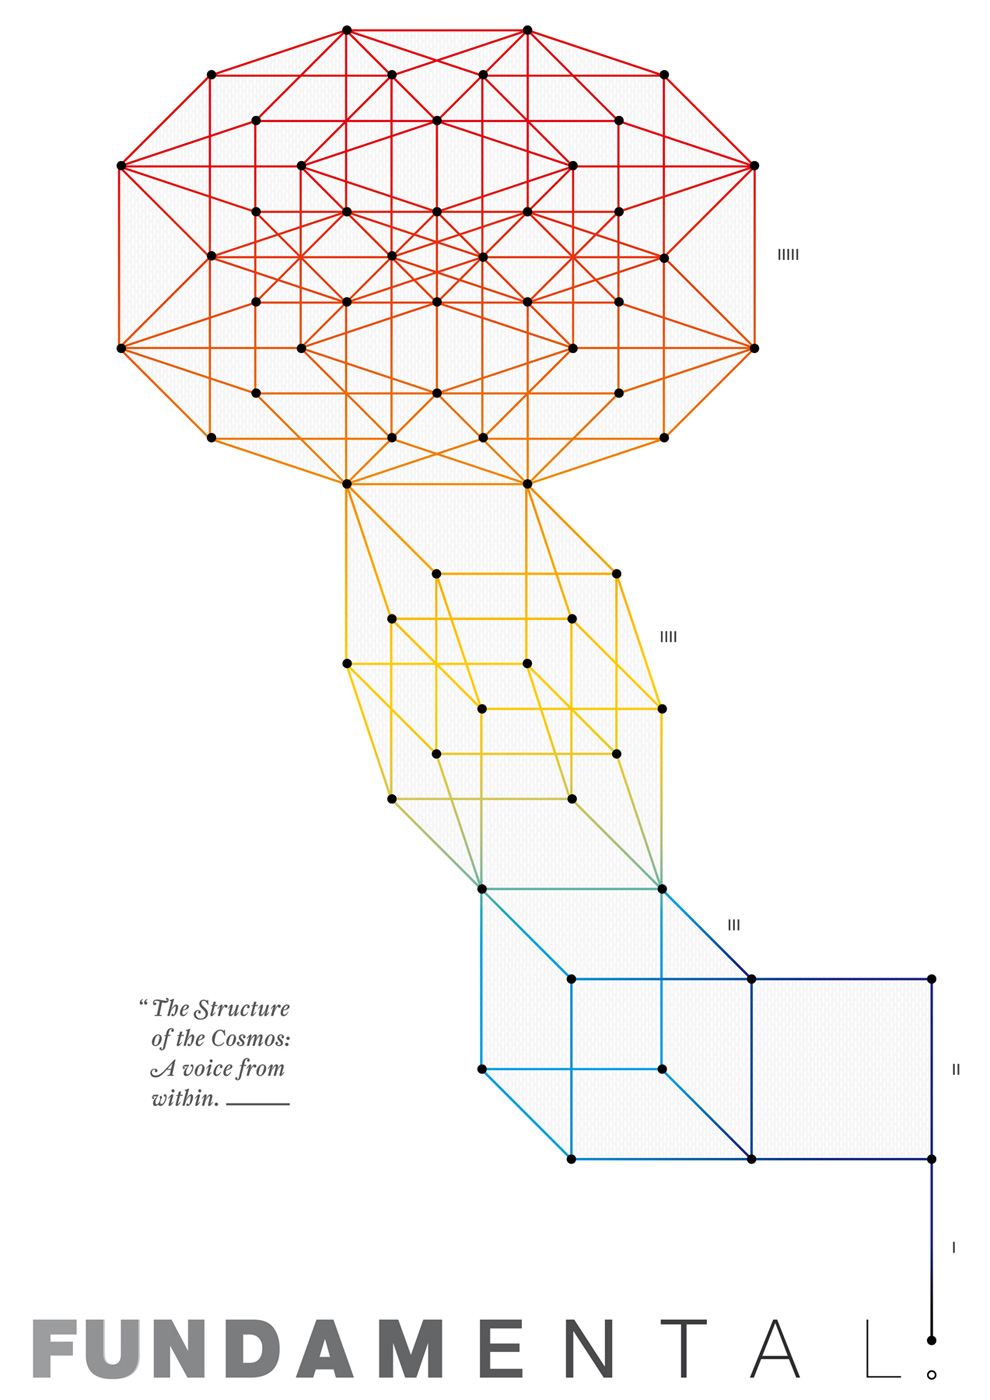 IIIII
IIII
III
“The Structure
of the Cosmos:
A voice from
within.
II
I
FUNDAMENTAL.